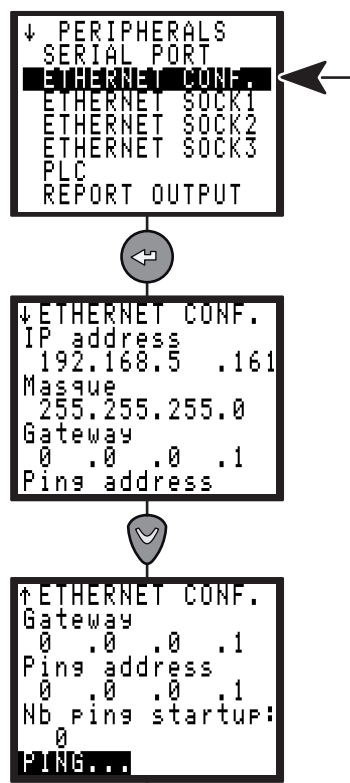 ↓ PERIPHERALS
SERIAL PORT
ETHERNET CONF.
ETHERNET SOCK1
ETHERNET SOCK2
ETHERNET SOCK3
PLC
REPORT OUTPUT
↓ETHERNET CONF.
IP address
192.168.5 .161
Masque
255.255.255.0
Gateway
0 .0 .0 .1
Ping address
↑ETHERNET CONF.
Gateway
0 .0 .0 .1
Ping address
0 .0 .0 .1
Nb ping startup:
0
PING...